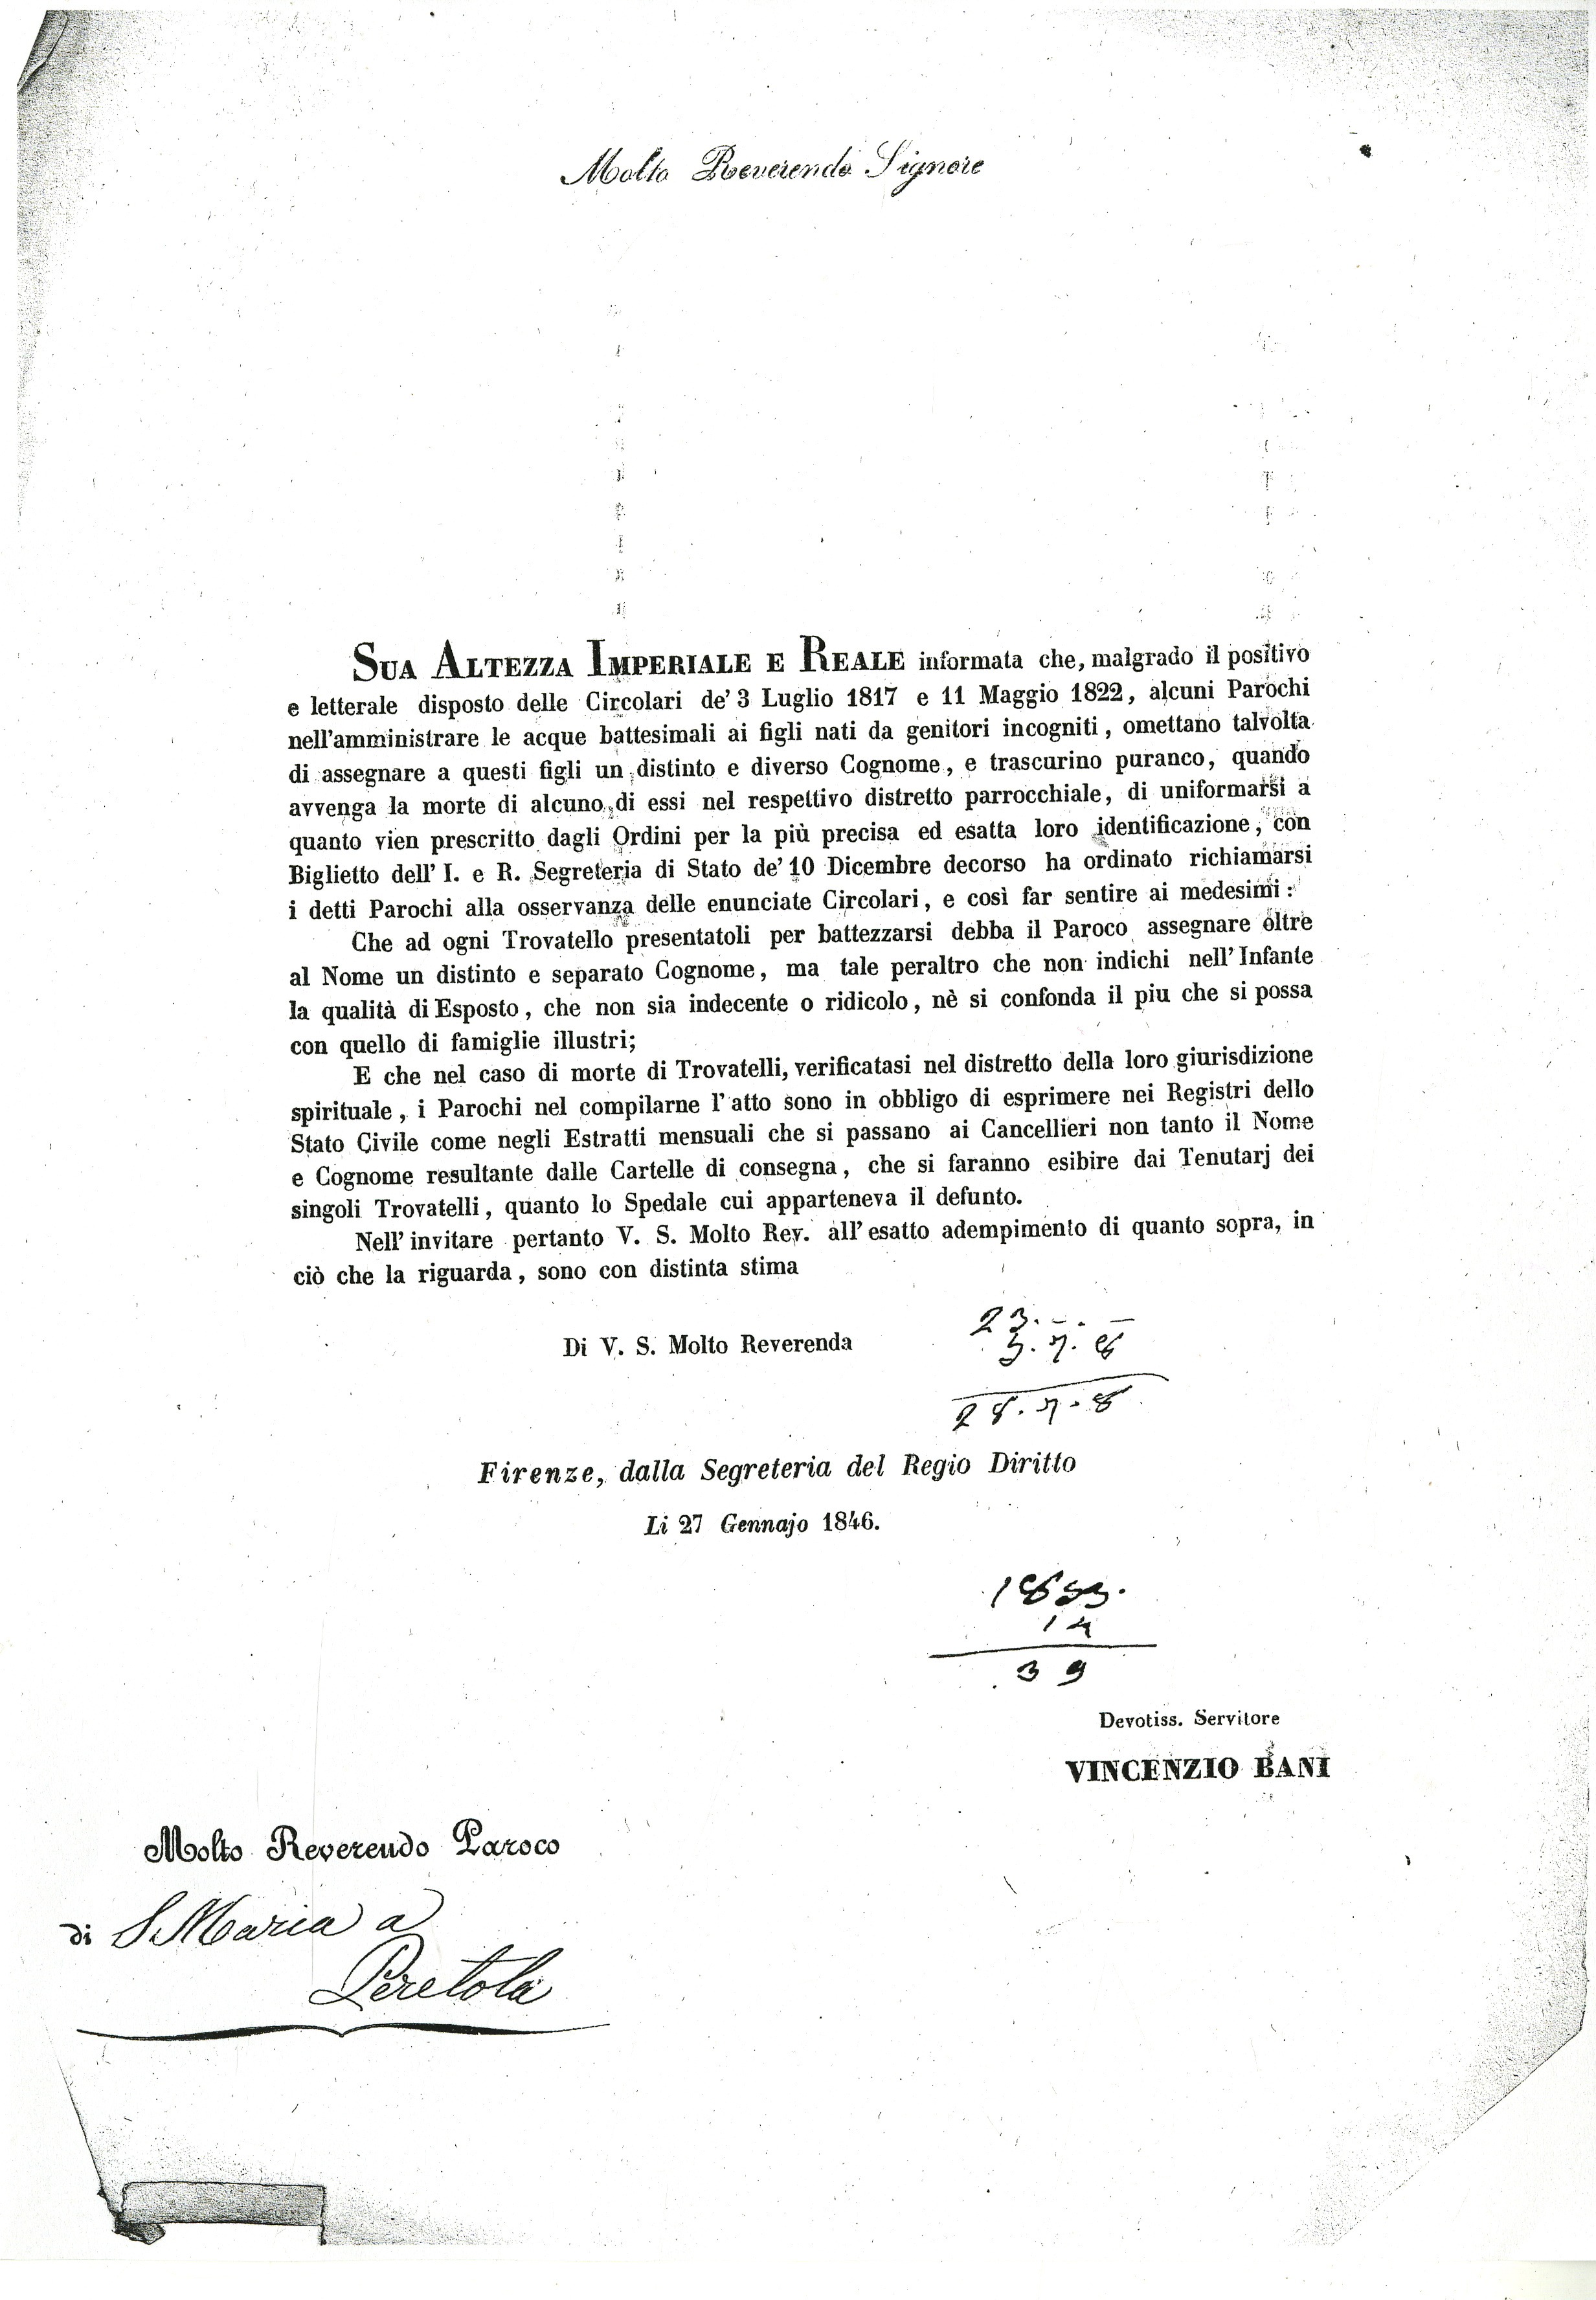 Molto Reverendo Signore
SUA ALTEZZA IMPERIALE E REALE informata che, malgrado il positivo
e letterale disposto delle Circolari de' 3 Luglio 1817 e 11 Maggio 1822, alcuni Parochi
nell'amministrare le acque battesimali ai figli nati da genitori incogniti, omettano talvolta
di assegnare a questi figli un distinto e diverso Cognome, e trascurino puranco, quando
avvenga la morte di alcuno di essi nel respettivo distretto parrocchiale, di uniformarsi a
quanto vien prescritto dagli Ordini per la più precisa ed esatta loro identificazione, con
Biglietto dell' I. e R. Segreteria di Stato de' 10 Dicembre decorso ha ordinato richiamarsi
i detti Parochi alla osservanza delle enunciate Circolari, e così far sentire ai medesimi:
Che ad ogni Trovatello presentatoli per battezzarsi debba il Paroco assegnare oltre
al Nome un distinto e separato Cognome, ma tale peraltro che non indichi nell'Infante
la qualità di Esposto, che non sia indecente o ridicolo, nè si confonda il piu che si possa
con quello di famiglie illustri;
E che nel caso di morte di Trovatelli, verificatasi nel distretto della loro giurisdizione
spirituale, i Parochi nel compilarne l'atto sono in obbligo di esprimere nei Registri dello
Stato Civile come negli Estratti mensuali che si passano ai Cancellieri non tanto il Nome
e Cognome resultante dalle Cartelle di consegna, che si faranno esibire dai Tenutarj dei
singoli Trovatelli, quanto lo Spedale cui apparteneva il defunto.
Nell'invitare pertanto V. S. Molto Rev. all'esatto adempimento di quanto sopra, in
ciò che la riguarda, sono con distinta stima
23. -. -
Di V. S. Molto Reverenda
5. 7. 8
28. 7. 8
Firenze, dalla Segreteria del Regio Diritto
Li 27 Gennajo 1846.
1853.
14
39
Devotiss. Servitore
VINCENZIO BANI
Molto Reverendo Paroco
di S Maria a
Peretola